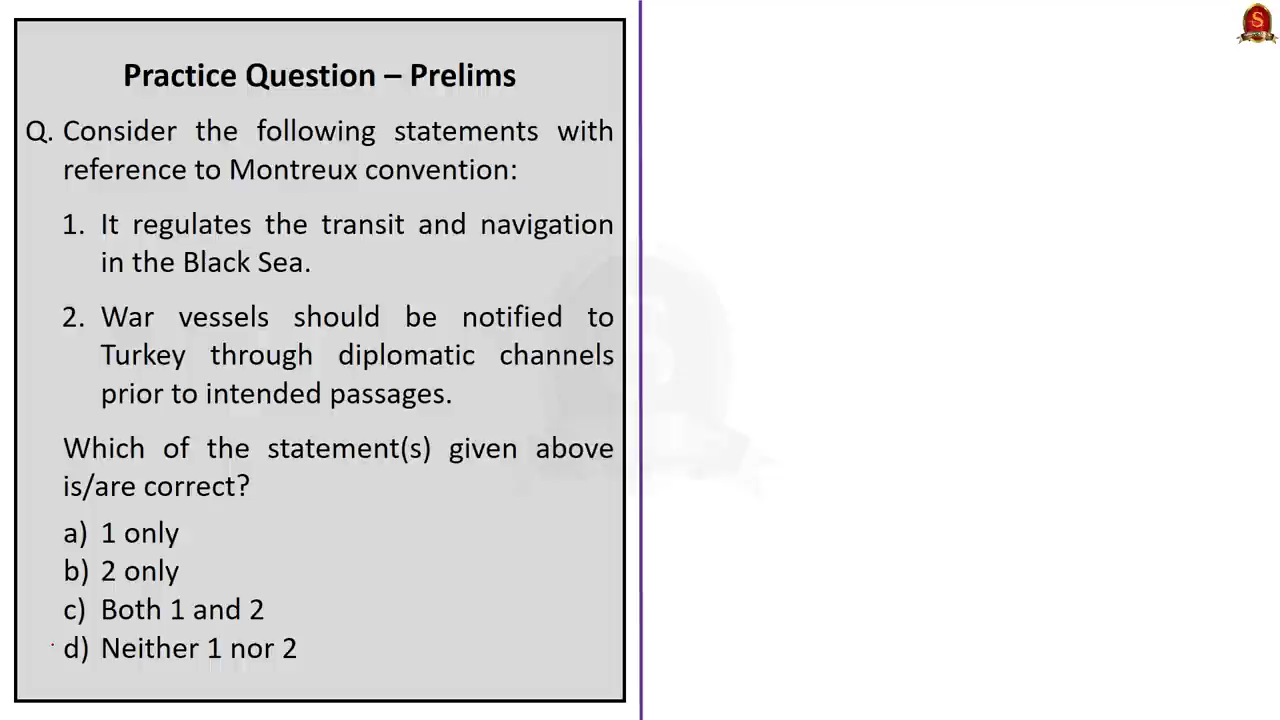 Practice Question – Prelims
Q. Consider the following statements with
reference to Montreux convention:
1. It regulates the transit and navigation
in the Black Sea.
2. War vessels should be notified to
Turkey through diplomatic channels
prior to intended passages.
Which of the statement(s) given above
is/are correct?
a) 1 only
b) 2 only
c) Both 1 and 2
d) Neither 1 nor 2
S